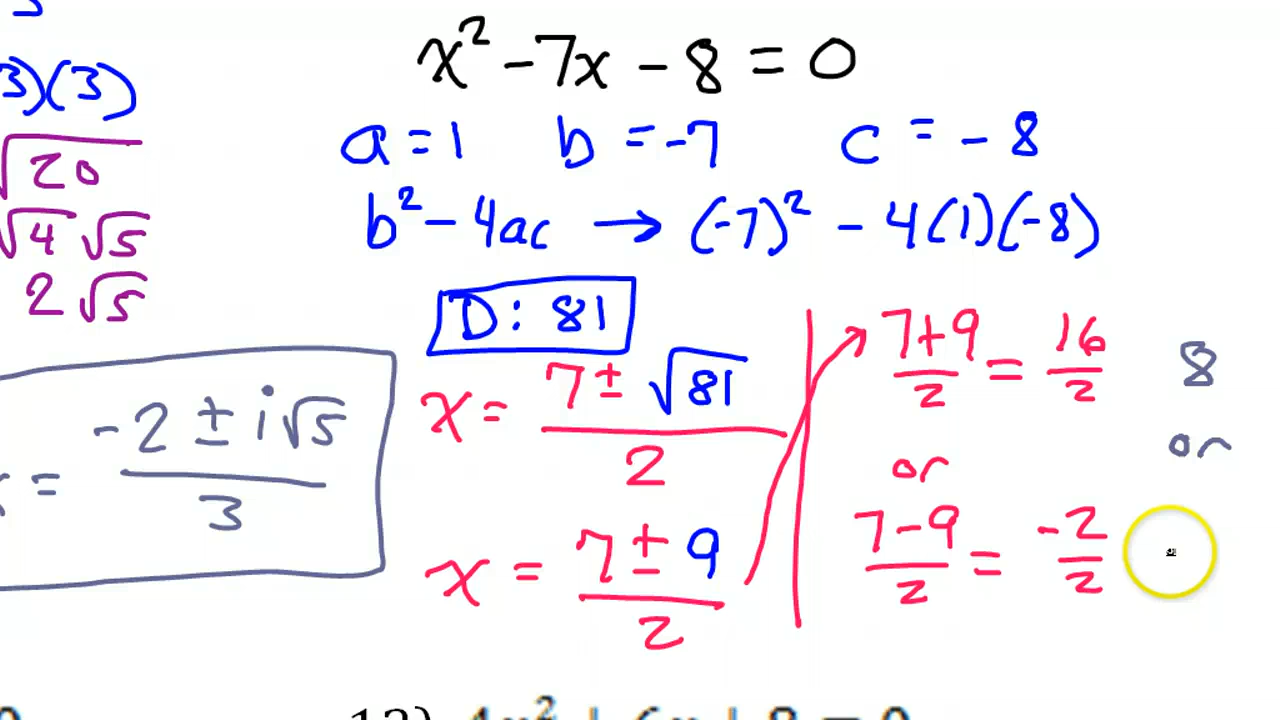 3)(3)
√20
√4 √5
2√5
= -2 ± i√5 / 3
x² - 7x - 8 = 0
a = 1 b = -7 c = -8
b² - 4ac → (-7)² - 4(1)(-8)
D: 81
x = 7 ± √81 / 2
x = 7 ± 9 / 2
7+9 / 2 = 16 / 2 8
or or
7-9 / 2 = -2 / 2